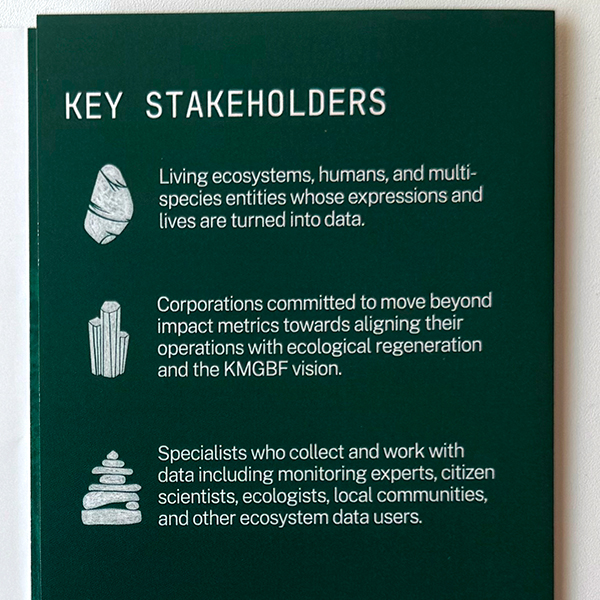 KEY STAKEHOLDERS
Living ecosystems, humans, and multi-
species entities whose expressions and
lives are turned into data.
Corporations committed to move beyond
impact metrics towards aligning their
operations with ecological regeneration
and the KMGBF vision.
Specialists who collect and work with
data including monitoring experts, citizen
scientists, ecologists, local communities,
and other ecosystem data users.